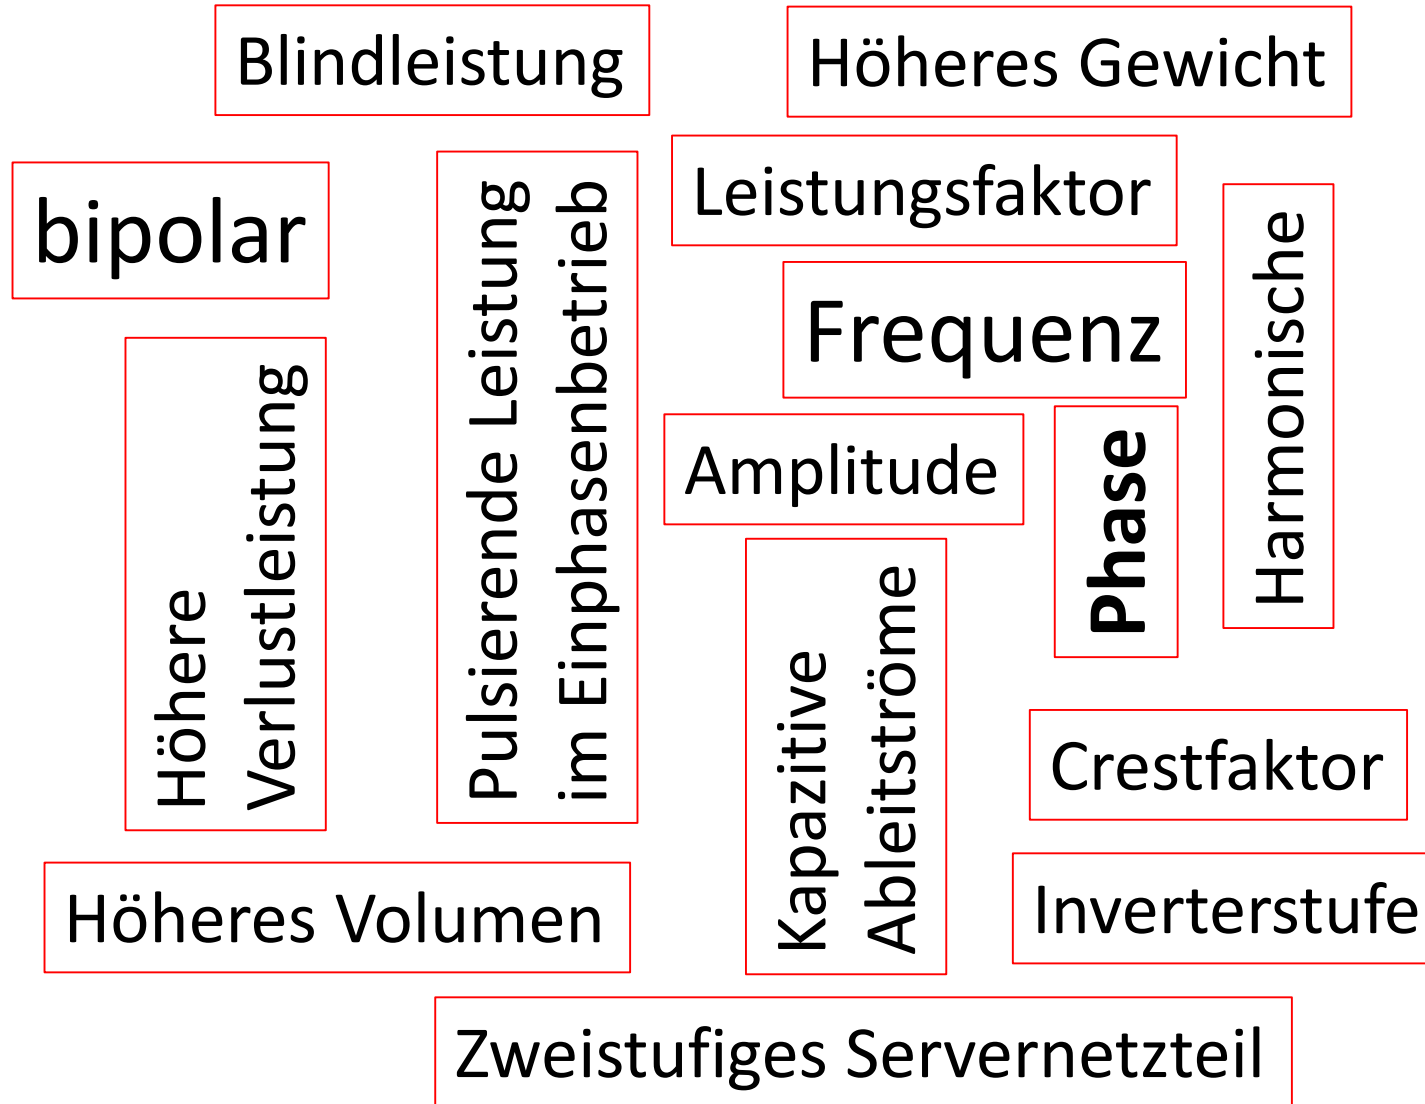 Blindleistung
Höheres Gewicht
bipolar
Pulsierende Leistung
im Einphasenbetrieb
Leistungsfaktor
Harmonische
Frequenz
Höhere
Verlustleistung
Amplitude
Phase
Kapazitive
Ableitströme
Crestfaktor
Höheres Volumen
Inverterstufe
Zweistufiges Servernetzteil